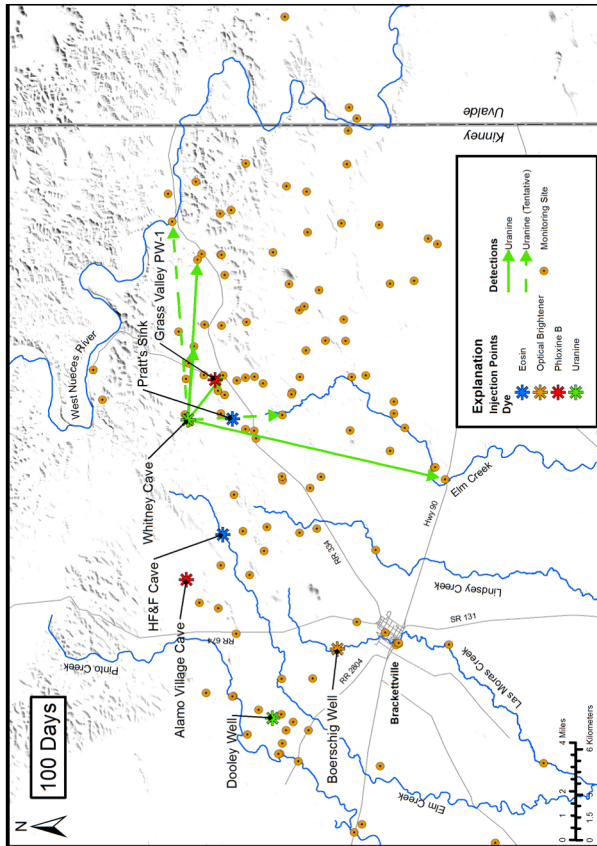 100 Days
N
Pinto Creek
RR 674
Alamo Village Cave
HF&F Cave
Whitney Cave
Pratt's Sink
Grass Valley PW-1
West Nueces River
Dooley Well
Boerschig Well
RR 2804
RR 334
Brackettville
SR 131
Hwy 90
Elm Creek
Lindsey Creek
Las Moras Creek
Elm Creek
Kinney
Uvalde
Explanation
Injection Points
Dye
Eosin
Optical Brightener
Phloxine B
Uranine
Detections
Uranine
Uranine (Tentative)
Monitoring Site
0 1 2 4 Miles
0 1.5 3 6 Kilometers